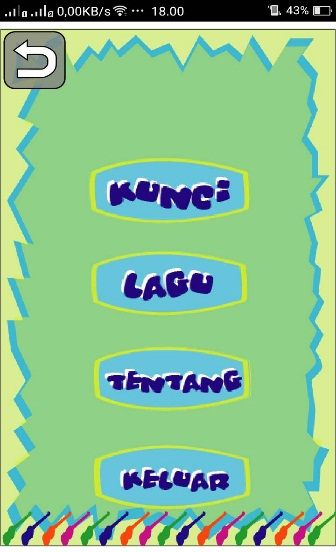 0,00KB/s ... 18.00 43%
KUNCI
LAGU
TENTANG
KELUAR